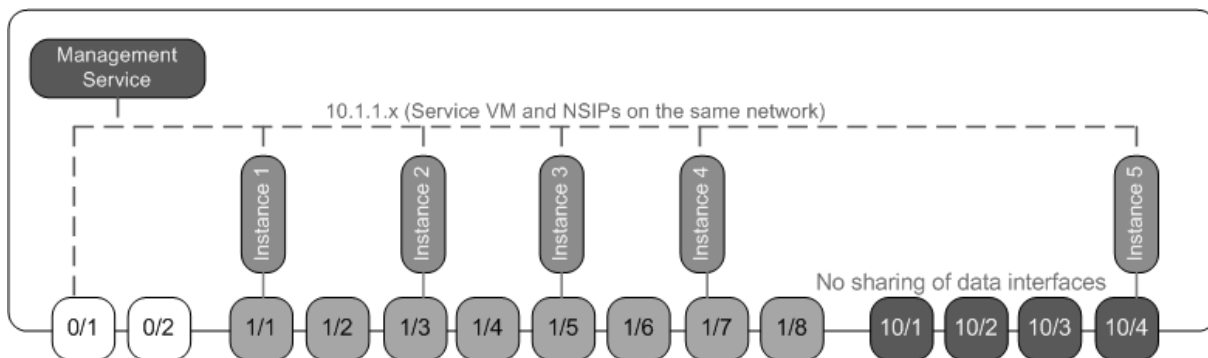 Management
Service
10.1.1.x (Service VM and NSIPs on the same network)
Instance 1
Instance 2
Instance 3
Instance 4
Instance 5
No sharing of data interfaces
0/1
0/2
1/1
1/2
1/3
1/4
1/5
1/6
1/7
1/8
10/1
10/2
10/3
10/4